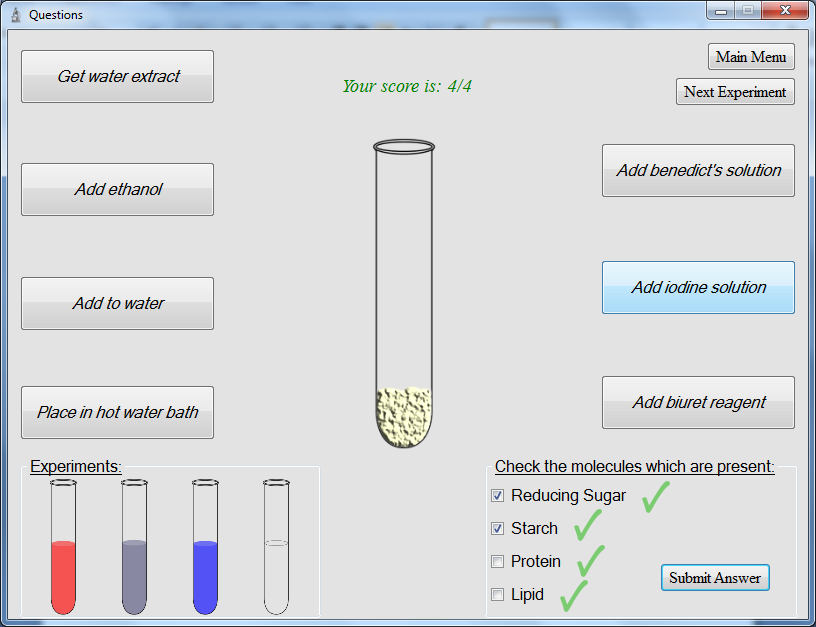 Questions
Main Menu
Next Experiment
Your score is: 4/4
Get water extract
Add ethanol
Add to water
Place in hot water bath
Add benedict's solution
Add iodine solution
Add biuret reagent
Experiments:
Check the molecules which are present:
Reducing Sugar
Starch
Protein
Lipid
Submit Answer